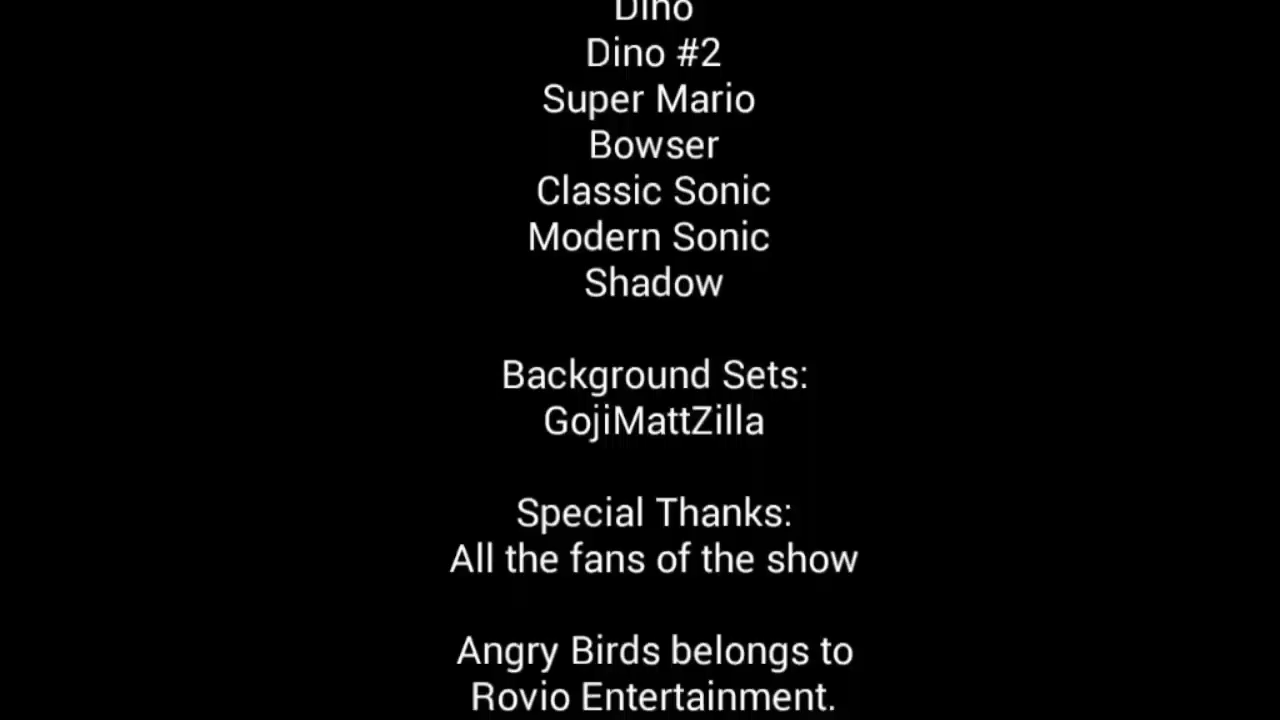 Dino
Dino #2
Super Mario
Bowser
Classic Sonic
Modern Sonic
Shadow
Background Sets:
GojiMattZilla
Special Thanks:
All the fans of the show
Angry Birds belongs to
Rovio Entertainment.